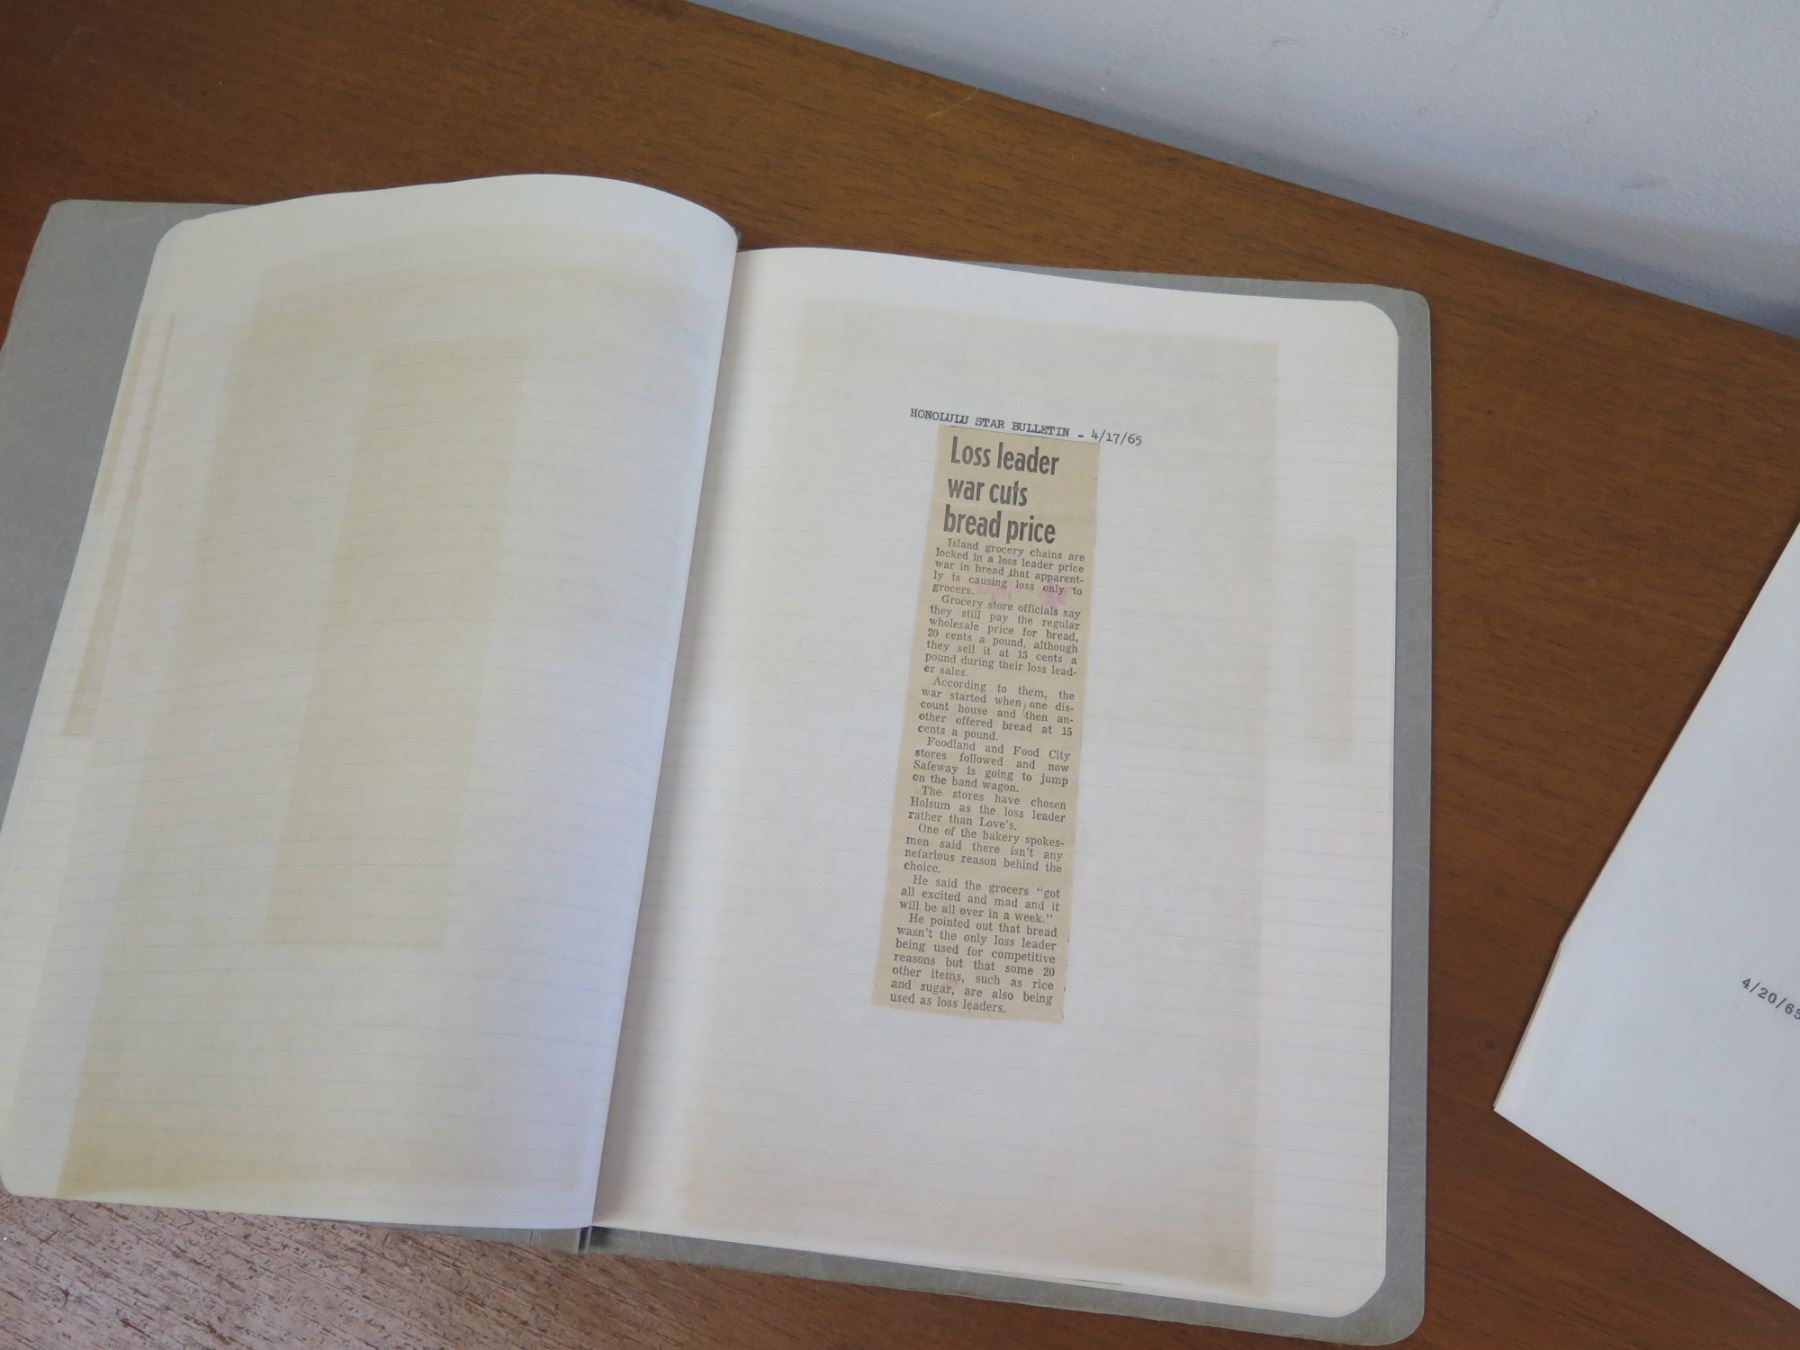 HONOLULU STAR BULLETIN - 4/17/65
Loss leader
war cuts
bread price
Island grocery chains are
locked in a loss leader price
war in bread that apparent-
ly is causing loss only to
grocers.
Grocery store officials say
they still pay the regular
wholesale price for bread,
20 cents a pound, although
they sell it at 15 cents a
pound during their loss lead-
er sales.
According to them, the
war started when one dis-
count house and then an-
other offered bread at 15
cents a pound.
Foodland and Food City
stores followed and now
Safeway is going to jump
on the band wagon.
The stores have chosen
Holsum as the loss leader
rather than Love's.
One of the bakery spokes-
men said there isn't any
nefarious reason behind the
choice.
He said the grocers "got
all excited and mad and it
will be all over in a week."
He pointed out that bread
wasn't the only loss leader
being used for competitive
reasons but that some 20
other items, such as rice
and sugar, are also being
used as loss leaders.
4/20/65